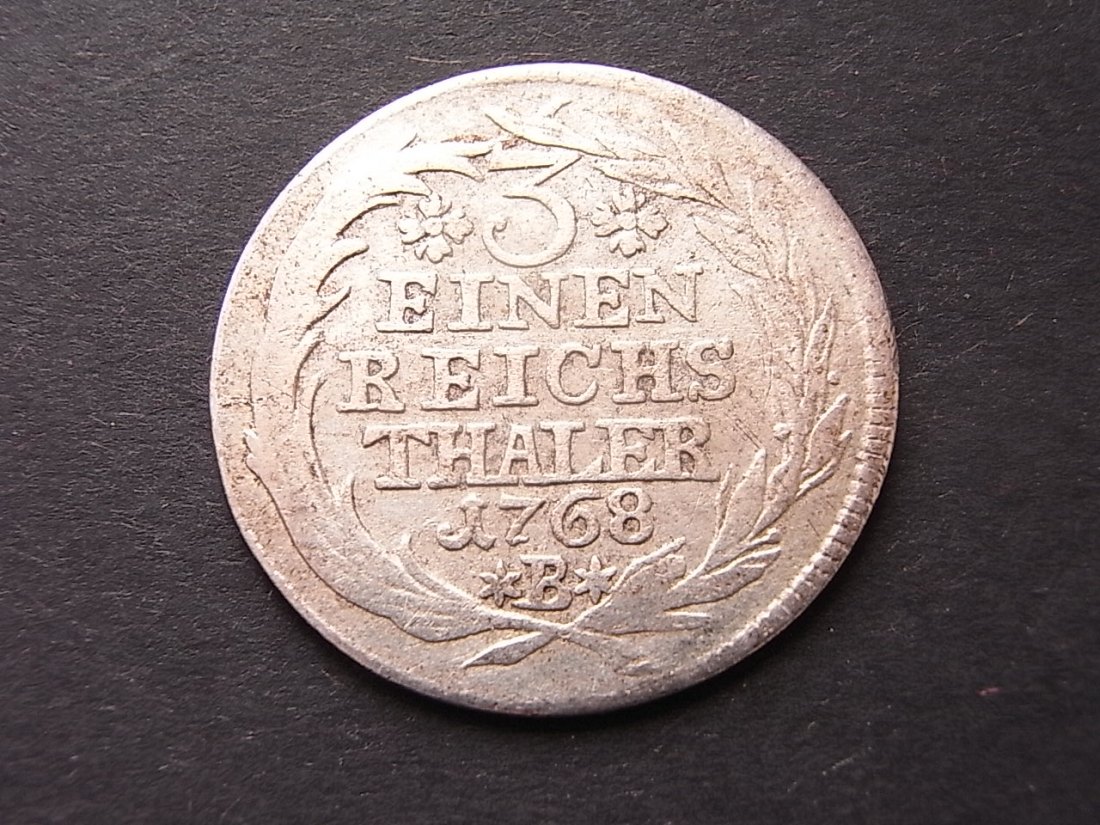 3
EINEN
REICHS
THALER
1768
*B*